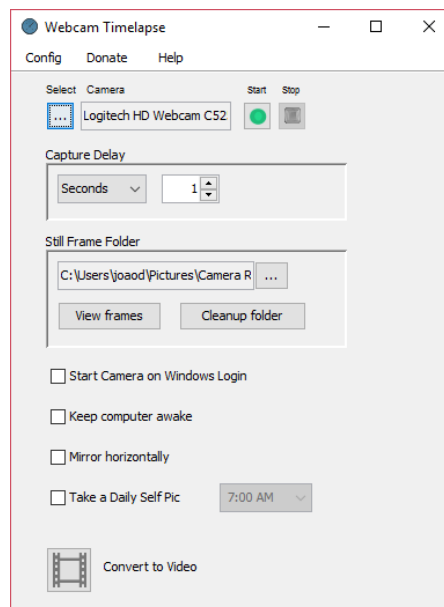 Webcam Timelapse
Config Donate Help
Select Camera Start Stop
... Logitech HD Webcam C52
Capture Delay
Seconds 1
Still Frame Folder
C:\Users\joaod\Pictures\Camera R ...
View frames Cleanup folder
Start Camera on Windows Login
Keep computer awake
Mirror horizontally
Take a Daily Self Pic 7:00 AM
Convert to Video